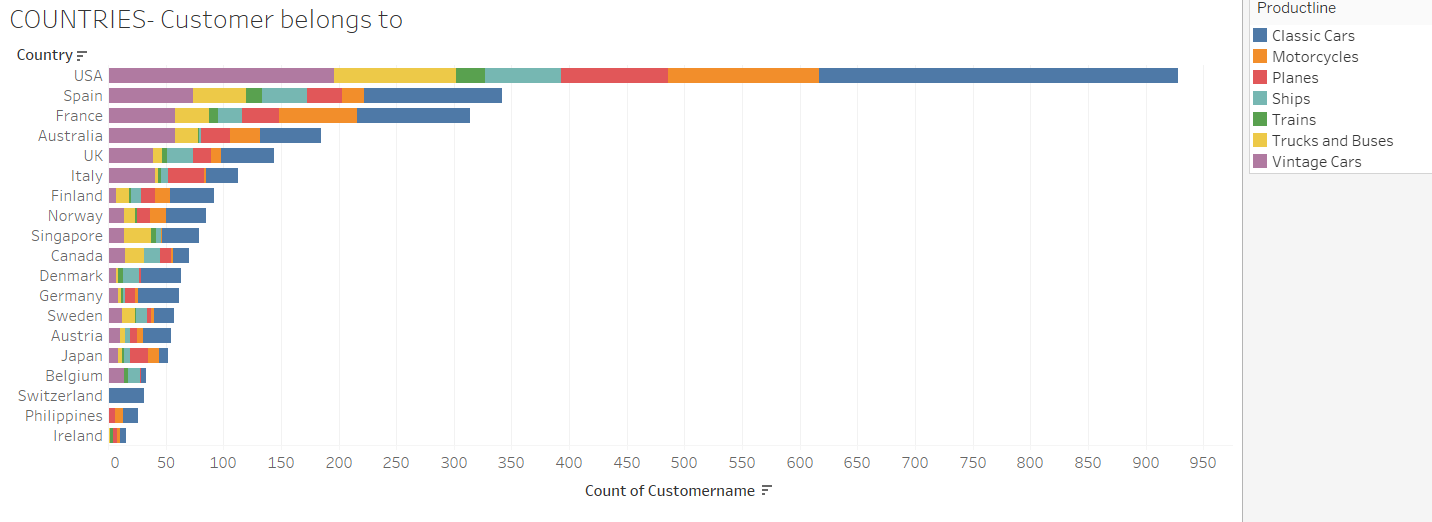 COUNTRIES- Customer belongs to
Country
USA
Spain
France
Australia
UK
Italy
Finland
Norway
Singapore
Canada
Denmark
Germany
Sweden
Austria
Japan
Belgium
Switzerland
Philippines
Ireland
0 50 100 150 200 250 300 350 400 450 500 550 600 650 700 750 800 850 900 950
Count of Customername
Productline
Classic Cars
Motorcycles
Planes
Ships
Trains
Trucks and Buses
Vintage Cars